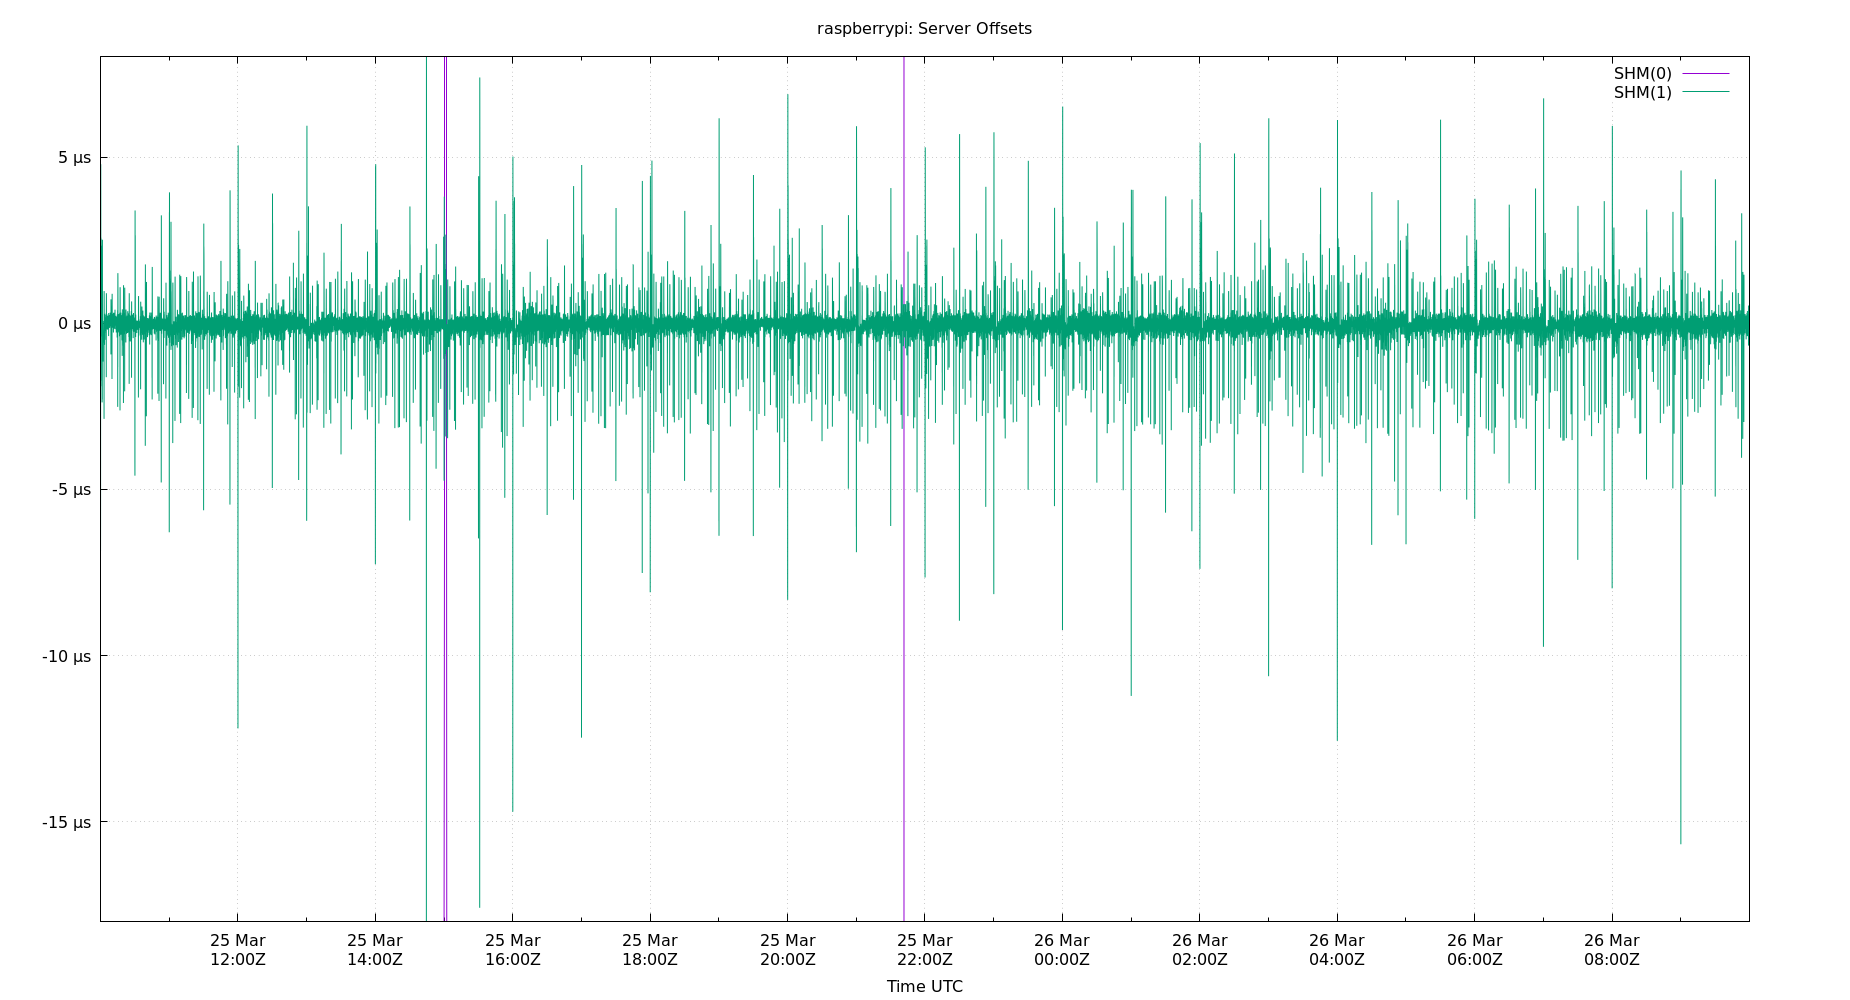 raspberrypi: Server Offsets
SHM(0)
SHM(1)
5 µs
0 µs
-5 µs
-10 µs
-15 µs
25 Mar 25 Mar 25 Mar 25 Mar 25 Mar 25 Mar 26 Mar 26 Mar 26 Mar 26 Mar 26 Mar
12:00Z 14:00Z 16:00Z 18:00Z 20:00Z 22:00Z 00:00Z 02:00Z 04:00Z 06:00Z 08:00Z
Time UTC